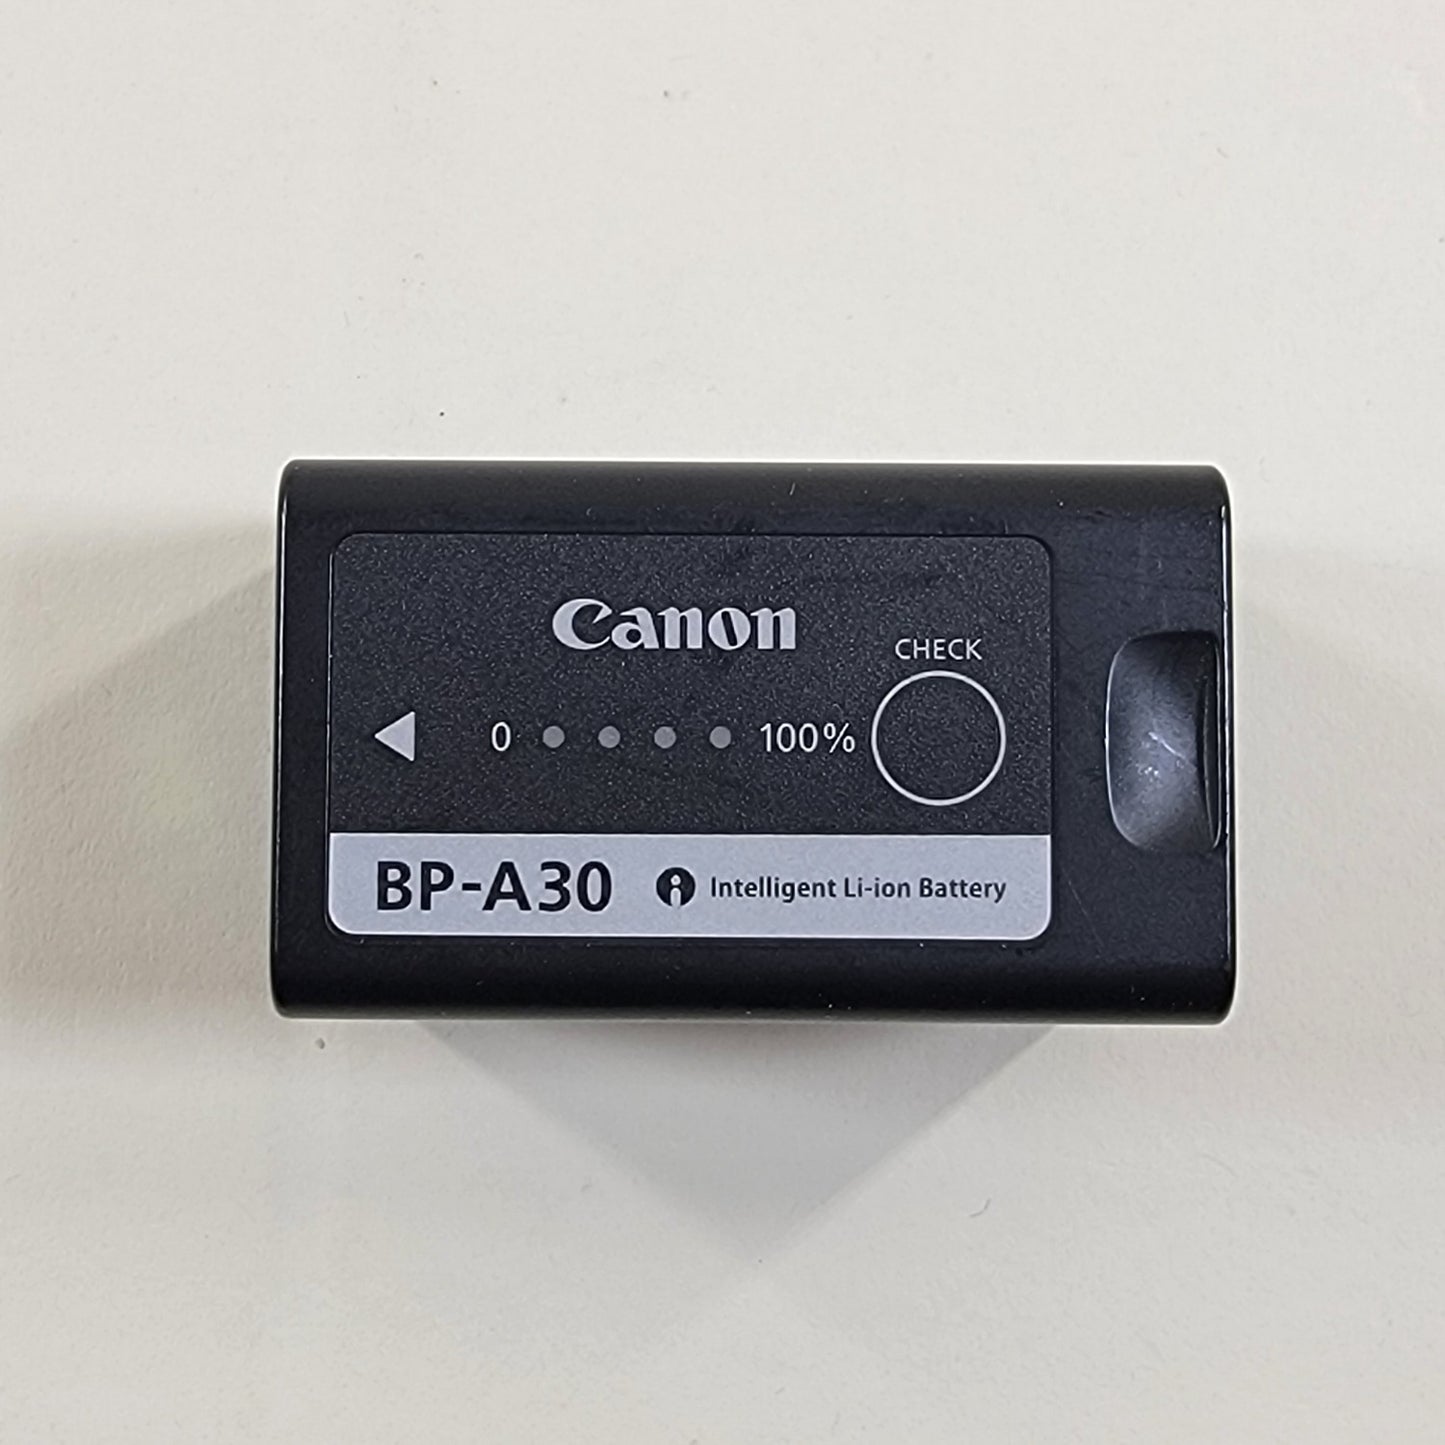 Canon
CHECK
0 100%
BP-A30 i Intelligent Li-ion Battery